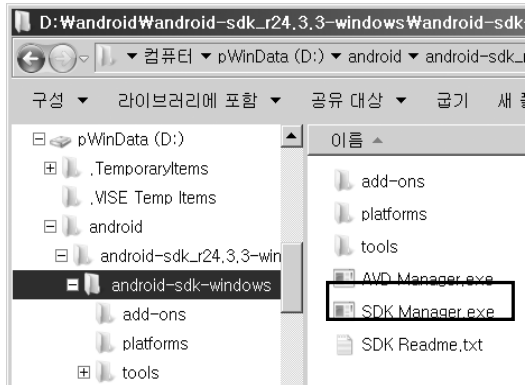 D:₩android₩android-sdk_r24.3.3-windows₩android-sdk
▼ 컴퓨터 ▼ pWinData (D:) ▼ android ▼ android-sdk_r
구성 ▼ 라이브러리에 포함 ▼ 공유 대상 ▼ 굽기 새
pWinData (D:)
.TemporaryItems
.VISE Temp Items
android
android-sdk_r24.3.3-win
android-sdk-windows
add-ons
platforms
tools
이름
add-ons
platforms
tools
AVD Manager.exe
SDK Manager.exe
SDK Readme.txt